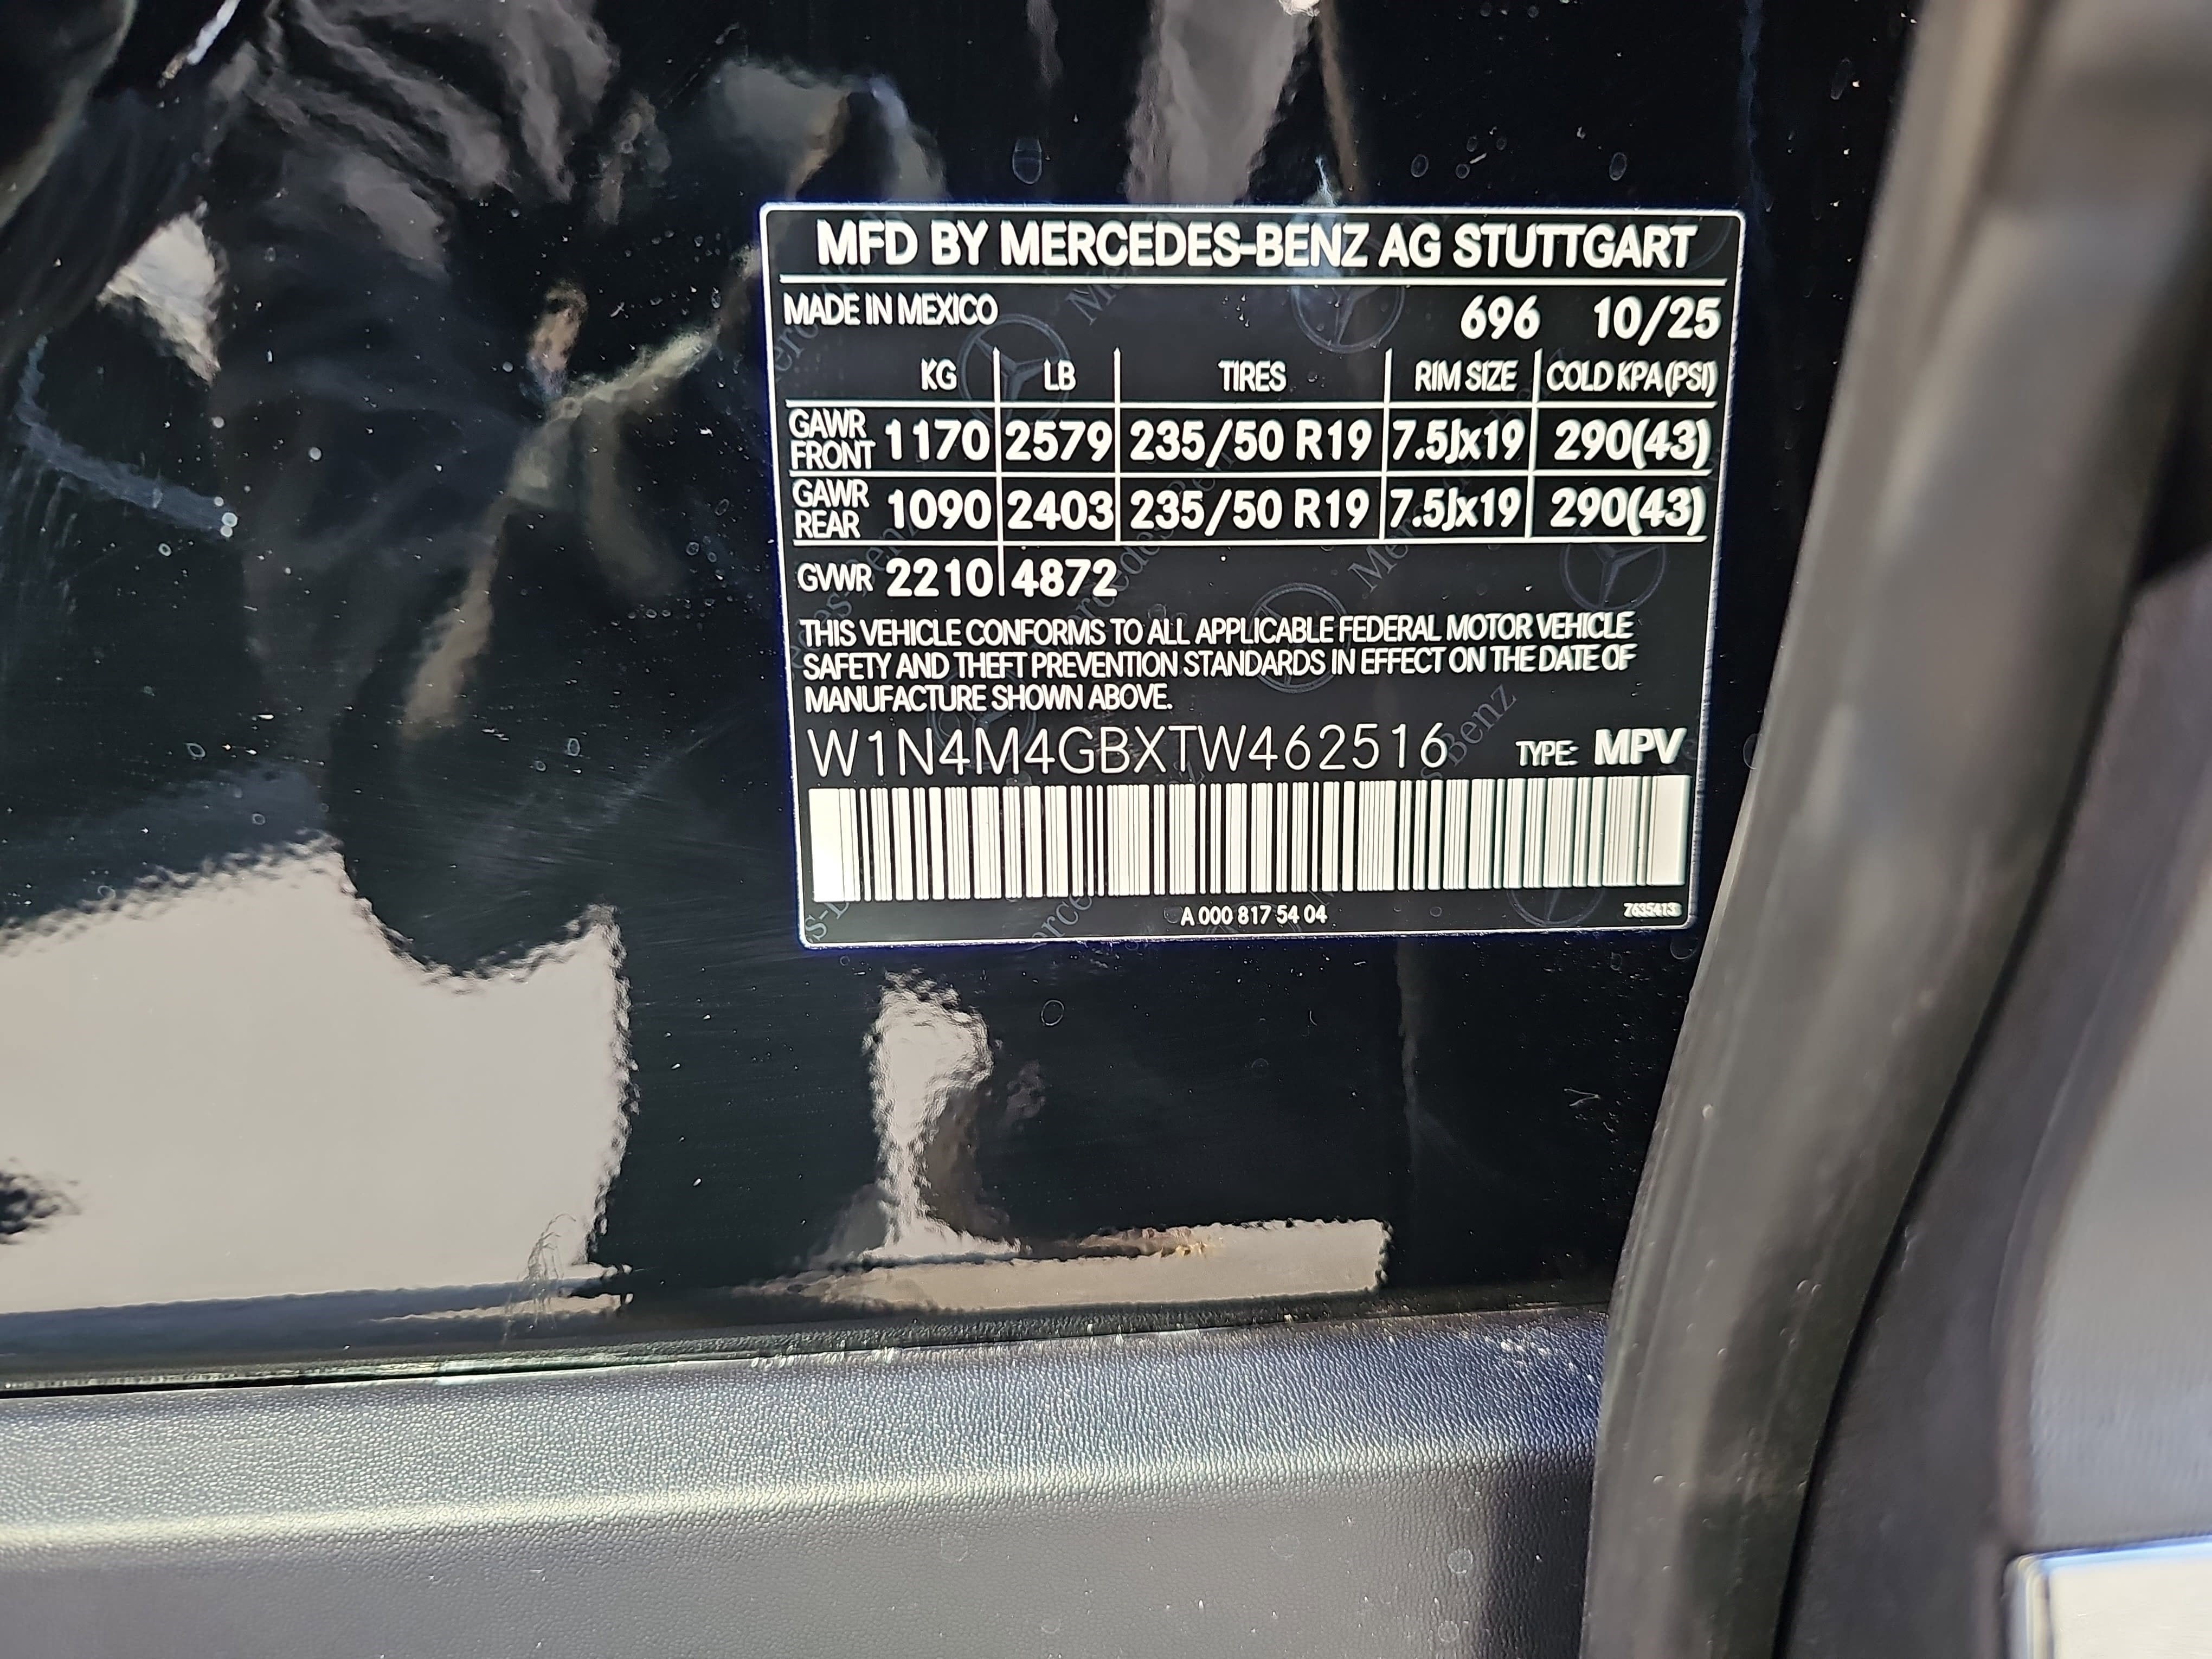 MFD BY MERCEDES-BENZ AG STUTTGART
MADE IN MEXICO 696 10/25
KG LB TIRES RIM SIZE COLD KPA(PSI)
GAWR FRONT 1170 2579 235/50 R19 7.5Jx19 290(43)
GAWR REAR 1090 2403 235/50 R19 7.5Jx19 290(43)
GVWR 2210 4872
THIS VEHICLE CONFORMS TO ALL APPLICABLE FEDERAL MOTOR VEHICLE
SAFETY AND THEFT PREVENTION STANDARDS IN EFFECT ON THE DATE OF
MANUFACTURE SHOWN ABOVE.
W1N4M4GBXTW462516 TYPE: MPV
A 000 817 54 04